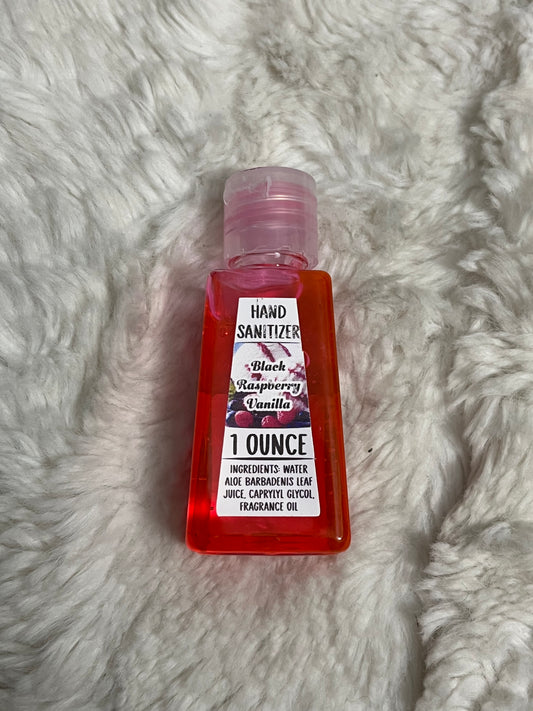 HAND
SANITIZER
Black
Raspberry
Vanilla
1 OUNCE
INGREDIENTS: WATER
ALOE BARBADENIS LEAF
JUICE, CAPRYLYL GLYCOL,
FRAGRANCE OIL